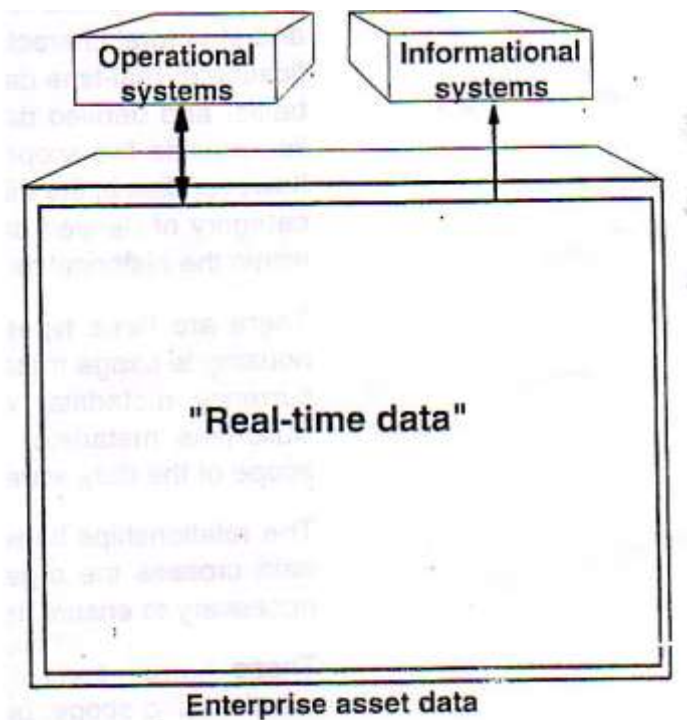 Operational
systems
Informational
systems
"Real-time data"
Enterprise asset data